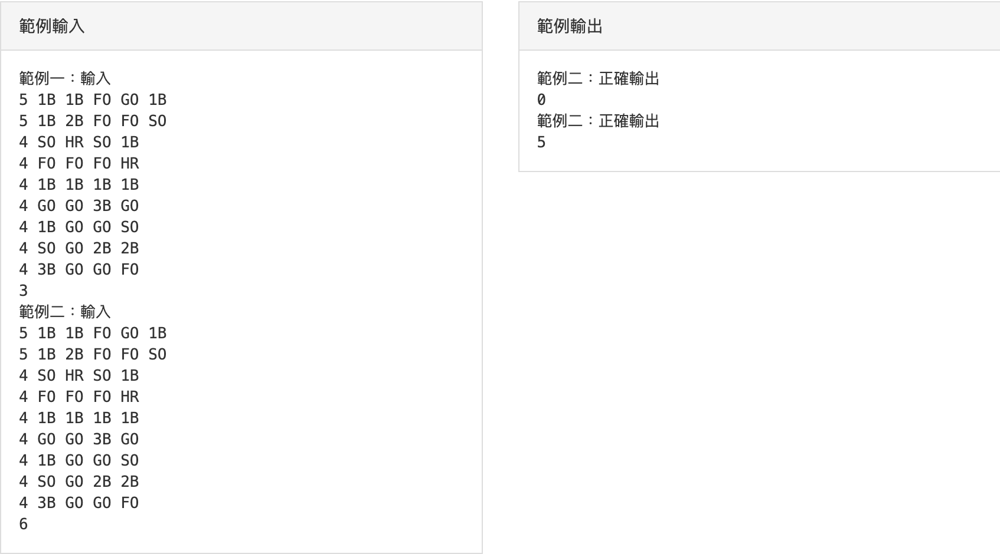 範例輸入
範例一：輸入
5 1B 1B FO GO 1B
5 1B 2B FO FO SO
4 SO HR SO 1B
4 FO FO FO HR
4 1B 1B 1B 1B
4 GO GO 3B GO
4 1B GO GO SO
4 SO GO 2B 2B
4 3B GO GO FO
3
範例二：輸入
5 1B 1B FO GO 1B
5 1B 2B FO FO SO
4 SO HR SO 1B
4 FO FO FO HR
4 1B 1B 1B 1B
4 GO GO 3B GO
4 1B GO GO SO
4 SO GO 2B 2B
4 3B GO GO FO
6
範例輸出
範例二：正確輸出
0
範例二：正確輸出
5